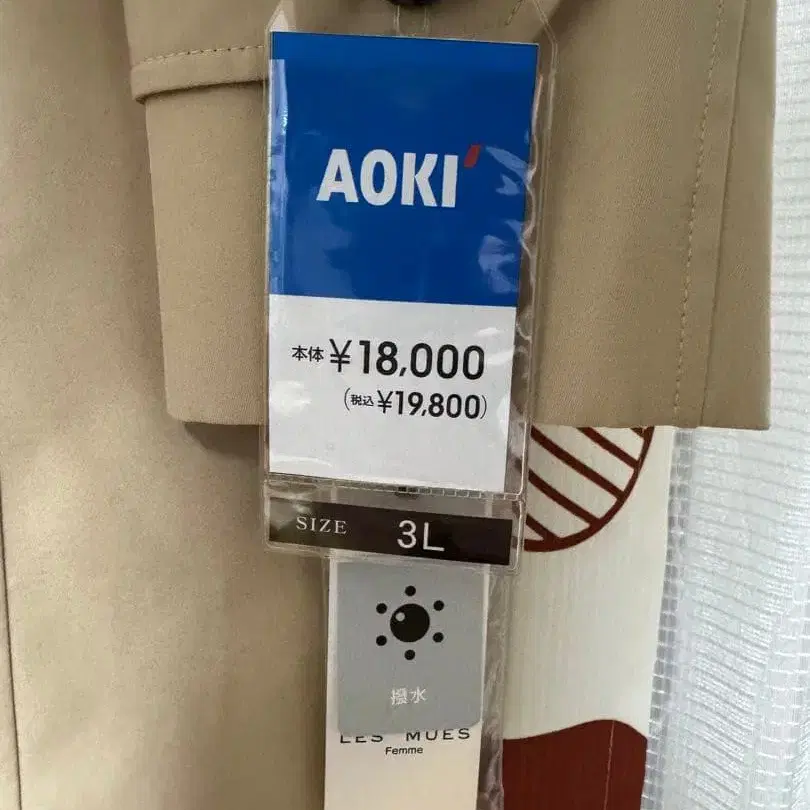 AOKI
本体 ¥18,000
(税込 ¥19,800)
SIZE 3L
撥水
LES MUES
Femme